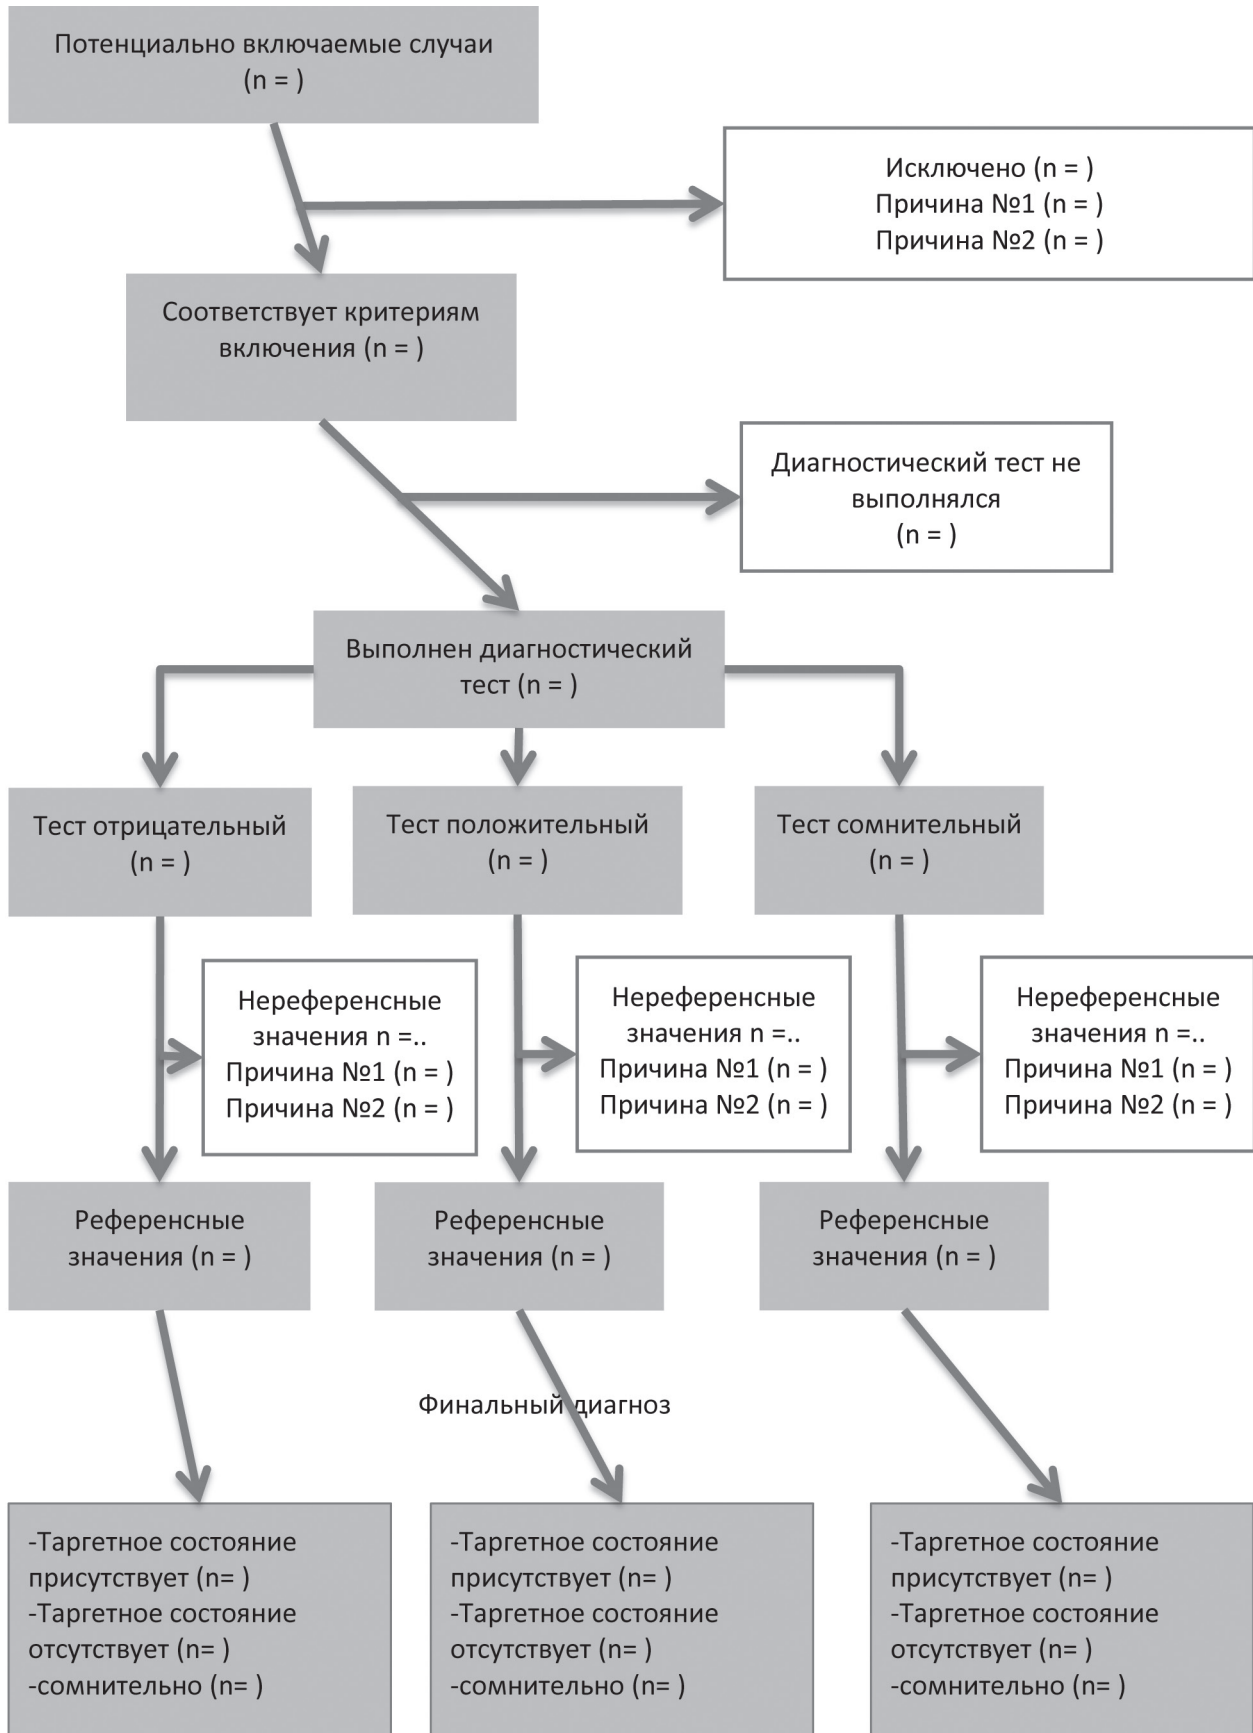 Потенциально включаемые случаи
(n = )
Исключено (n = )
Причина №1 (n = )
Причина №2 (n = )
Соответствует критериям
включения (n = )
Диагностический тест не
выполнялся
(n = )
Выполнен диагностический
тест (n = )
Тест отрицательный
(n = )
Тест положительный
(n = )
Тест сомнительный
(n = )
Нереференсные
значения n =..
Причина №1 (n = )
Причина №2 (n = )
Нереференсные
значения n =..
Причина №1 (n = )
Причина №2 (n = )
Нереференсные
значения n =..
Причина №1 (n = )
Причина №2 (n = )
Референсные
значения (n = )
Референсные
значения (n = )
Референсные
значения (n = )
Финальный диагноз
-Таргетное состояние
присутствует (n= )
-Таргетное состояние
отсутствует (n= )
-сомнительно (n= )
-Таргетное состояние
присутствует (n= )
-Таргетное состояние
отсутствует (n= )
-сомнительно (n= )
-Таргетное состояние
присутствует (n= )
-Таргетное состояние
отсутствует (n= )
-сомнительно (n= )